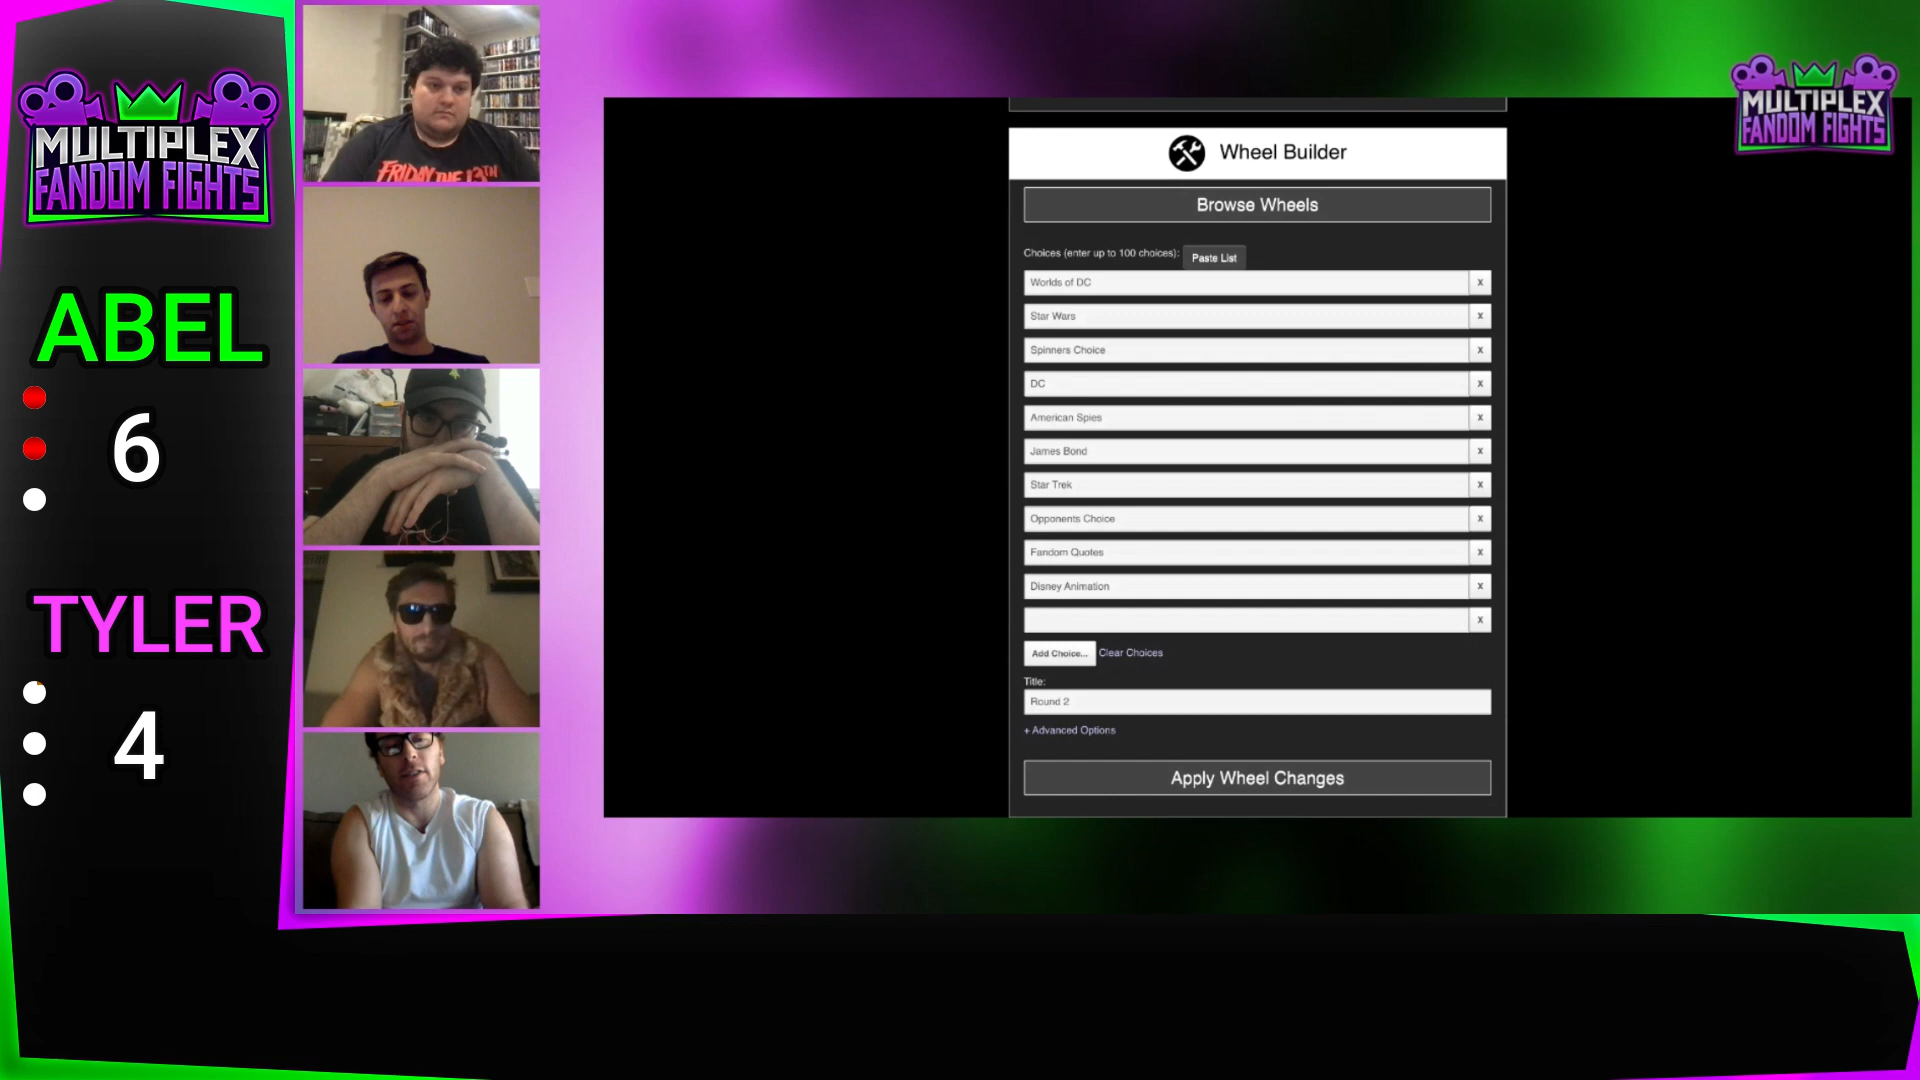 MULTIPLEX
FANDOM FIGHTS
ABEL
6
TYLER
4
FRIDAY THE 13TH
Wheel Builder
Browse Wheels
Choices (enter up to 100 choices): Paste List
Worlds of DC x
Star Wars x
Spinners Choice x
DC x
American Spies x
James Bond x
Star Trek x
Opponents Choice x
Fandom Quotes x
Disney Animation x
x
Add Choice... Clear Choices
Title:
Round 2
+ Advanced Options
Apply Wheel Changes
MULTIPLEX
FANDOM FIGHTS